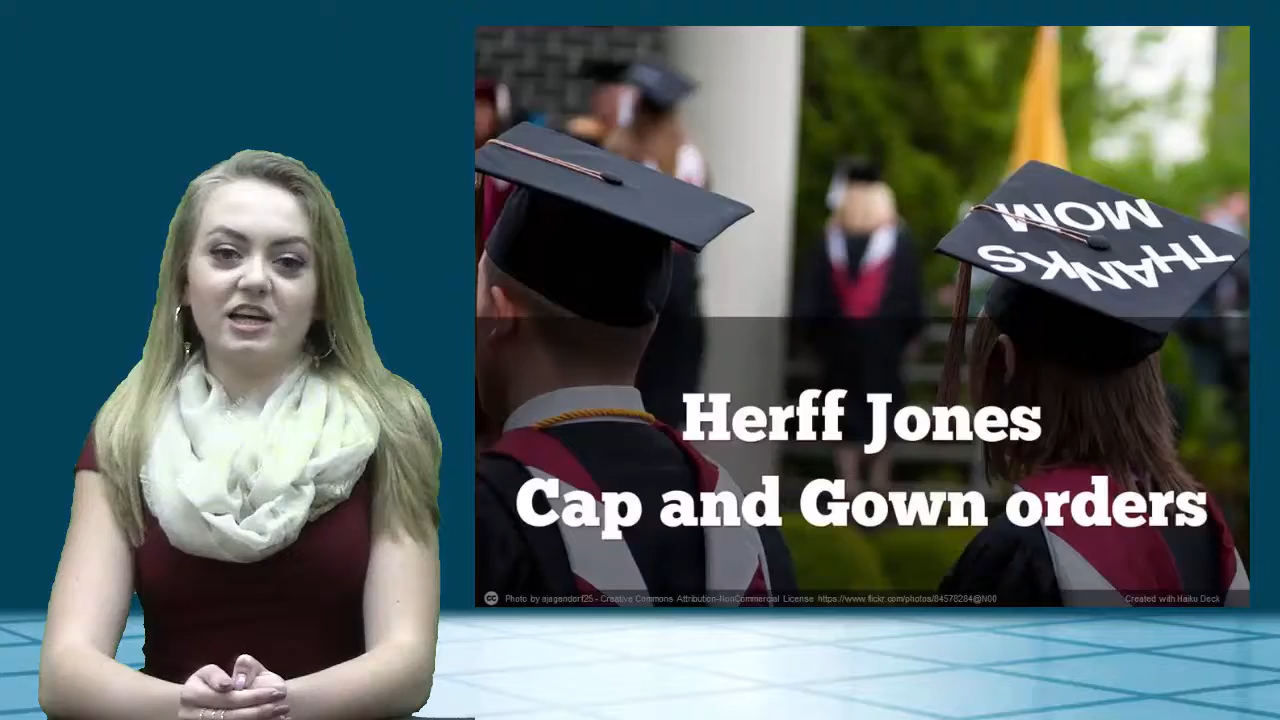 MOM
THANKS
Herff Jones
Cap and Gown orders
Photo by ajagendorf25 - Creative Commons Attribution-NonCommercial License https://www.flickr.com/photos/84578284@N00
Created with Haiku Deck